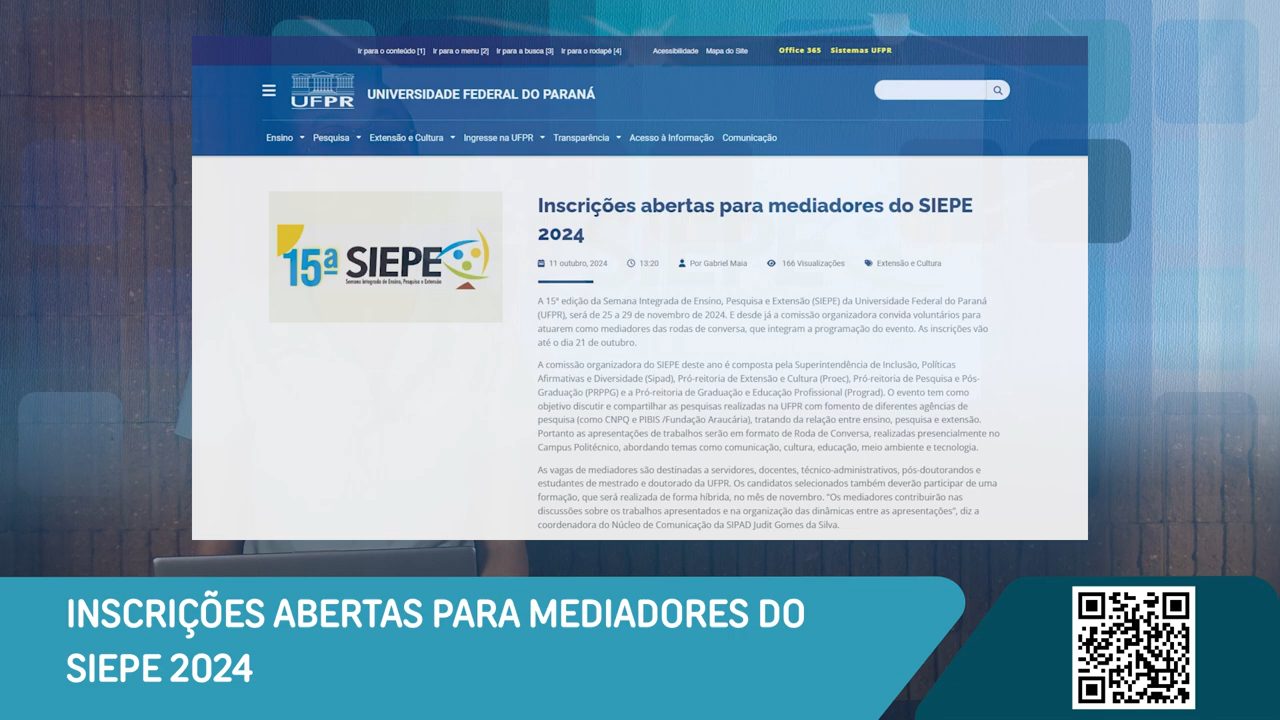 Ir para o conteúdo [1] Ir para o menu [2] Ir para a busca [3] Ir para o rodapé [4] Acessibilidade Mapa do Site Office 365 Sistemas UFPR
UFPR UNIVERSIDADE FEDERAL DO PARANÁ
Ensino Pesquisa Extensão e Cultura Ingresse na UFPR Transparência Acesso à Informação Comunicação
15ª SIEPE
Semana Integrada de Ensino, Pesquisa e Extensão
Inscrições abertas para mediadores do SIEPE
2024
11 outubro, 2024 13:20 Por Gabriel Maia 166 Visualizações Extensão e Cultura
A 15ª edição da Semana Integrada de Ensino, Pesquisa e Extensão (SIEPE) da Universidade Federal do Paraná
(UFPR), será de 25 a 29 de novembro de 2024. E desde já a comissão organizadora convida voluntários para
atuarem como mediadores das rodas de conversa, que integram a programação do evento. As inscrições vão
até o dia 21 de outubro.
A comissão organizadora do SIEPE deste ano é composta pela Superintendência de Inclusão, Políticas
Afirmativas e Diversidade (Sipad), Pró-reitoria de Extensão e Cultura (Proec), Pró-reitoria de Pesquisa e Pós-
Graduação (PRPPG) e a Pró-reitoria de Graduação e Educação Profissional (Prograd). O evento tem como
objetivo discutir e compartilhar as pesquisas realizadas na UFPR com fomento de diferentes agências de
pesquisa (como CNPQ e PIBIS /Fundação Araucária), tratando da relação entre ensino, pesquisa e extensão.
Portanto as apresentações de trabalhos serão em formato de Roda de Conversa, realizadas presencialmente no
Campus Politécnico, abordando temas como comunicação, cultura, educação, meio ambiente e tecnologia.
As vagas de mediadores são destinadas a servidores, docentes, técnico-administrativos, pós-doutorandos e
estudantes de mestrado e doutorado da UFPR. Os candidatos selecionados também deverão participar de uma
formação, que será realizada de forma híbrida, no mês de novembro. “Os mediadores contribuirão nas
discussões sobre os trabalhos apresentados e na organização das dinâmicas entre as apresentações”, diz a
coordenadora do Núcleo de Comunicação da SIPAD Judit Gomes da Silva.
INSCRIÇÕES ABERTAS PARA MEDIADORES DO
SIEPE 2024